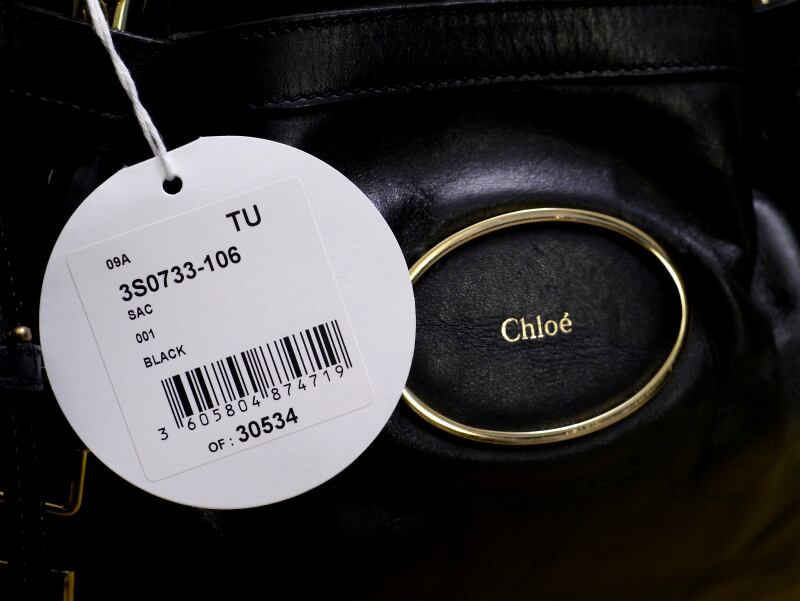 TU
09A
3S0733-106
SAC
001
BLACK
3 605804 874719
OF : 30534
Chloé